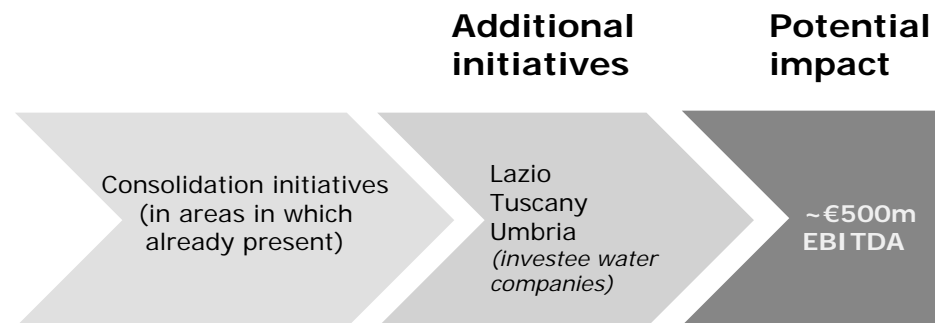 Additional
initiatives
Potential
impact
Consolidation initiatives
(in areas in which
already present)
Lazio
Tuscany
Umbria
(investee water
companies)
~€500m
EBITDA